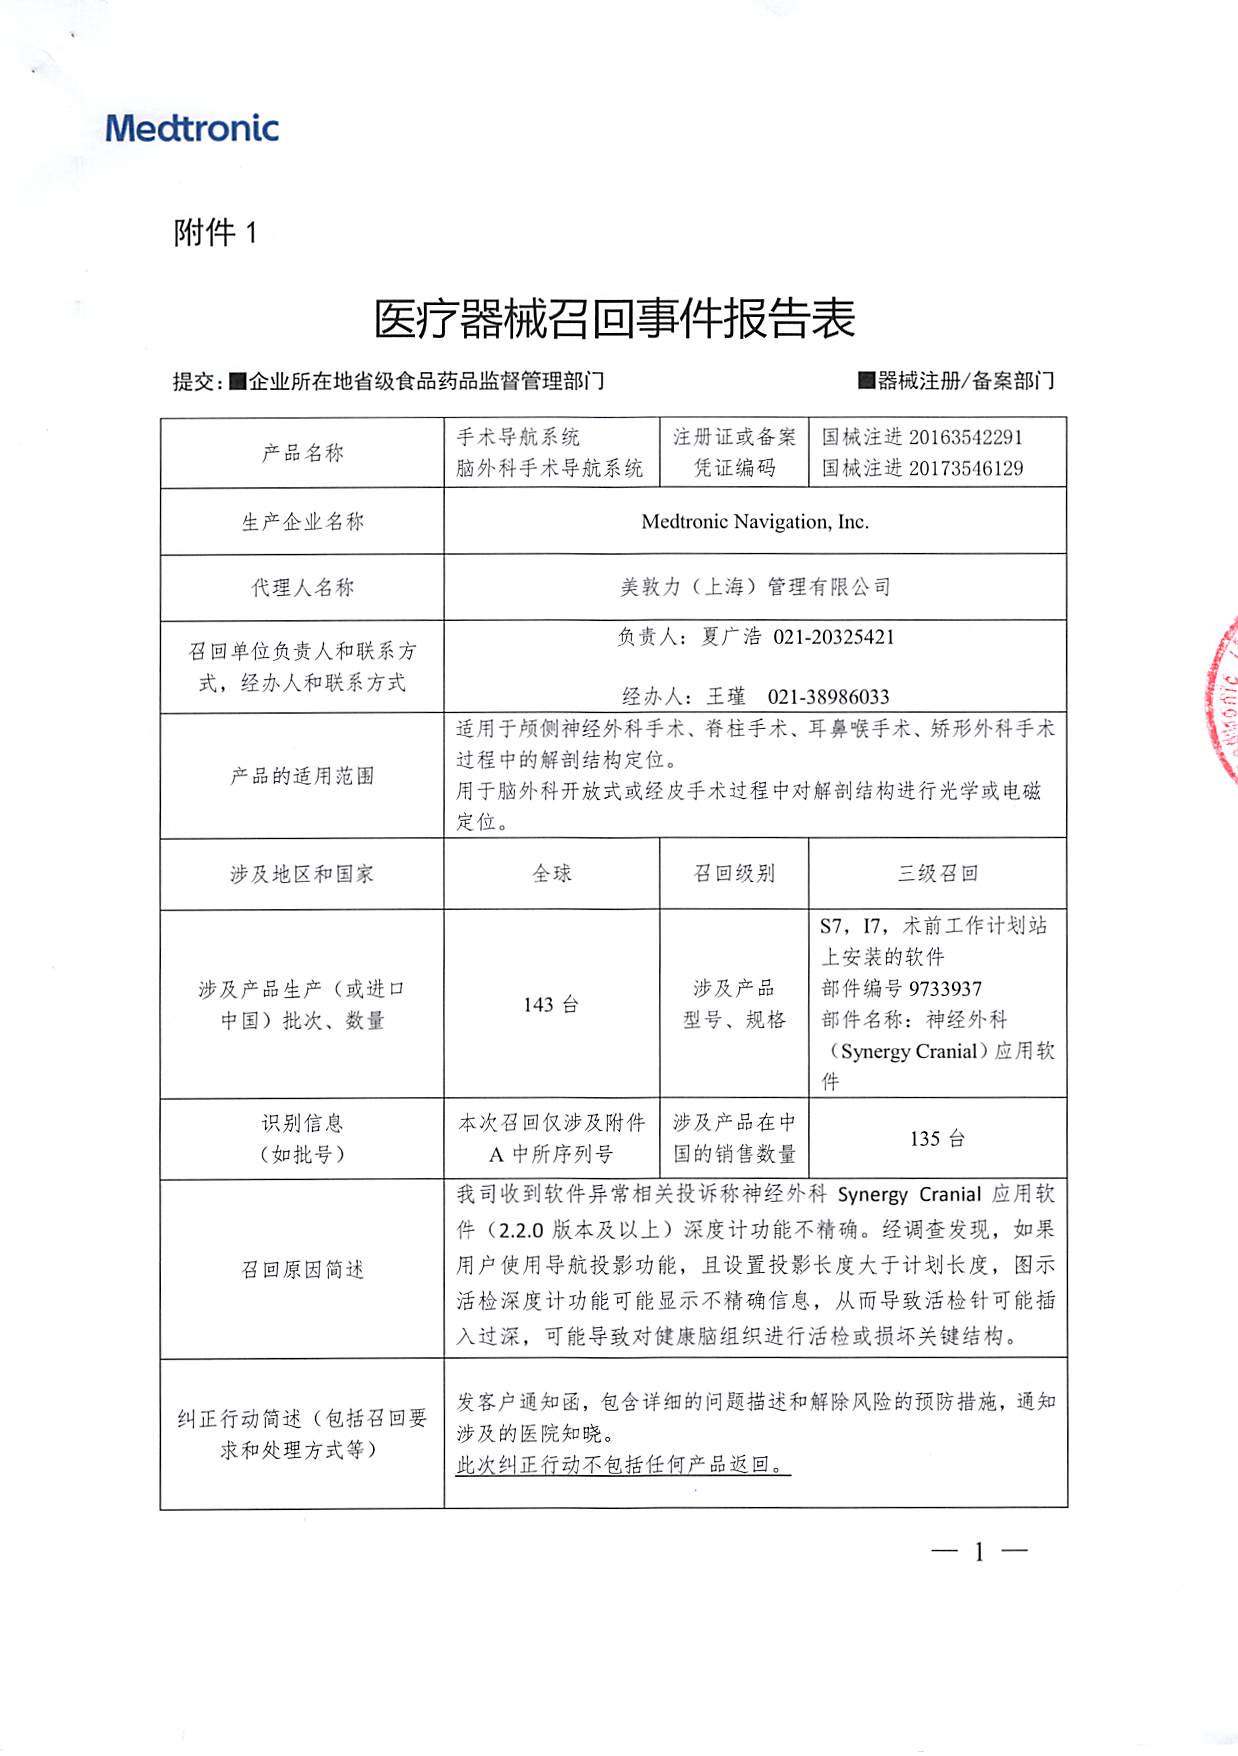 Medtronic
附件 1
医疗器械召回事件报告表
提交：■企业所在地省级食品药品监督管理部门 ■器械注册/备案部门
产品名称
手术导航系统
脑外科手术导航系统
注册证或备案
凭证编码
国械注进 20163542291
国械注进 20173546129
生产企业名称
Medtronic Navigation, Inc.
代理人名称
美敦力（上海）管理有限公司
召回单位负责人和联系方
式，经办人和联系方式
负责人：夏广浩 021-20325421
经办人：王瑾 021-38986033
产品的适用范围
适用于颅侧神经外科手术、脊柱手术、耳鼻喉手术、矫形外科手术
过程中的解剖结构定位。
用于脑外科开放式或经皮手术过程中对解剖结构进行光学或电磁
定位。
涉及地区和国家
全球
召回级别
三级召回
涉及产品生产（或进口
中国）批次、数量
143 台
涉及产品
型号、规格
S7，I7，术前工作计划站
上安装的软件
部件编号 9733937
部件名称：神经外科
（Synergy Cranial）应用软
件
识别信息
（如批号）
本次召回仅涉及附件
A 中所序列号
涉及产品在中
国的销售数量
135 台
召回原因简述
我司收到软件异常相关投诉称神经外科 Synergy Cranial 应用软
件（2.2.0 版本及以上）深度计功能不精确。经调查发现，如果
用户使用导航投影功能，且设置投影长度大于计划长度，图示
活检深度计功能可能显示不精确信息，从而导致活检针可能插
入过深，可能导致对健康脑组织进行活检或损坏关键结构。
纠正行动简述（包括召回要
求和处理方式等）
发客户通知函，包含详细的问题描述和解除风险的预防措施，通知
涉及的医院知晓。
此次纠正行动不包括任何产品返回。
— 1 —